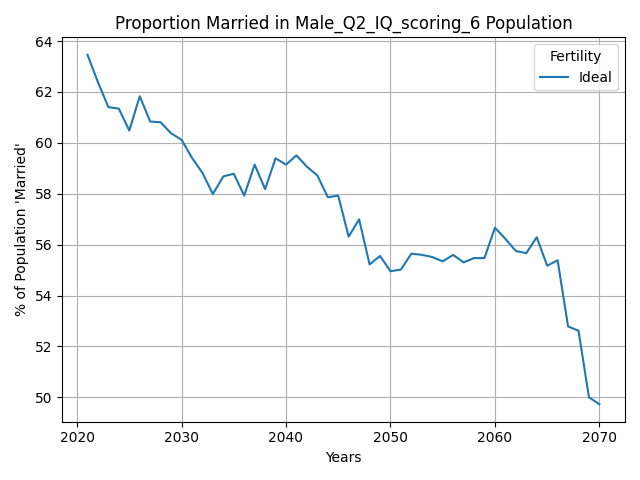 Proportion Married in Male_Q2_IQ_scoring_6 Population
64
62
60
58
56
54
52
50
% of Population 'Married'
Fertility
Ideal
2020 2030 2040 2050 2060 2070
Years